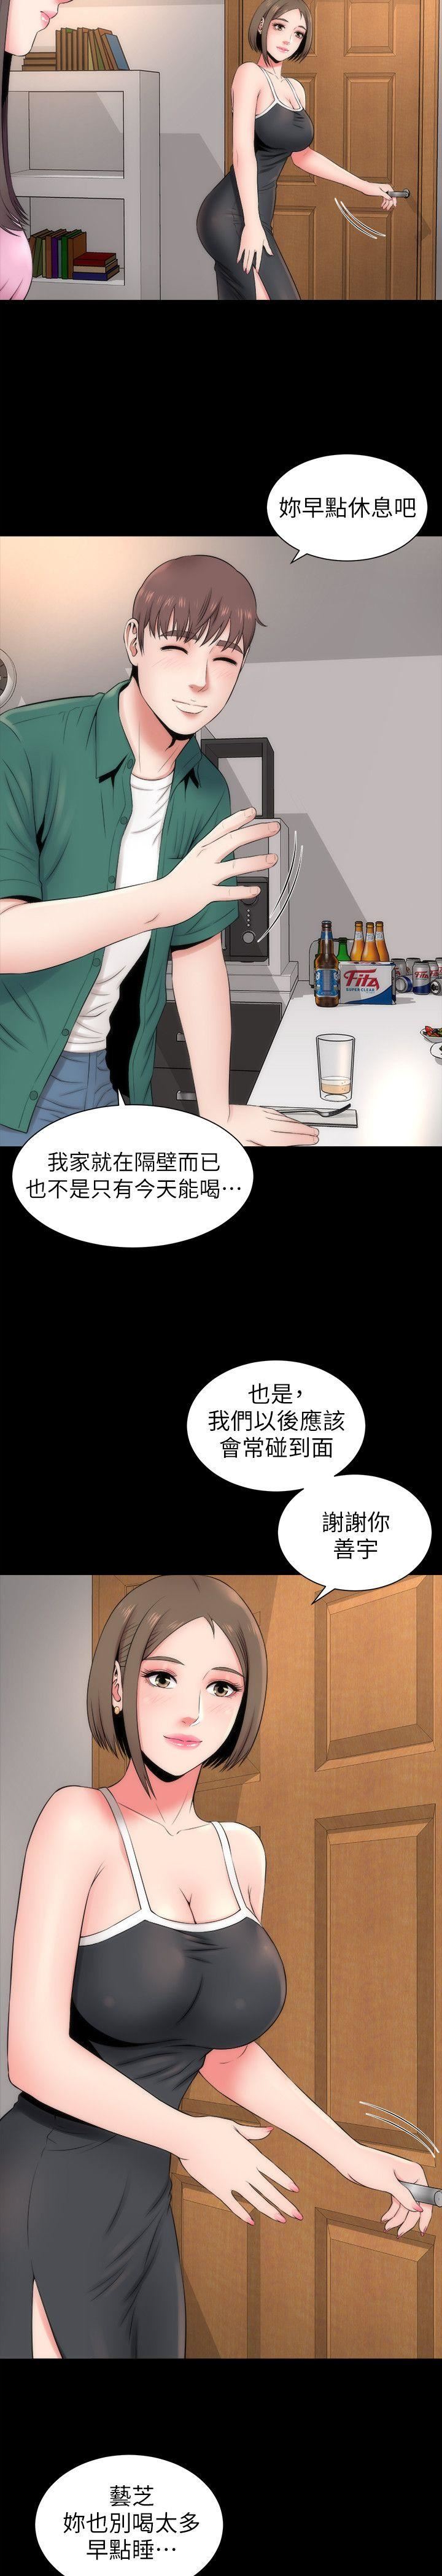 妳早點休息吧
Fita
SUPER CLEAR
Fita
我家就在隔壁而已
也不是只有今天能喝⋯
也是，
我們以後應該
會常碰到面
謝謝你
善宇
藝芝
妳也別喝太多
早點睡⋯